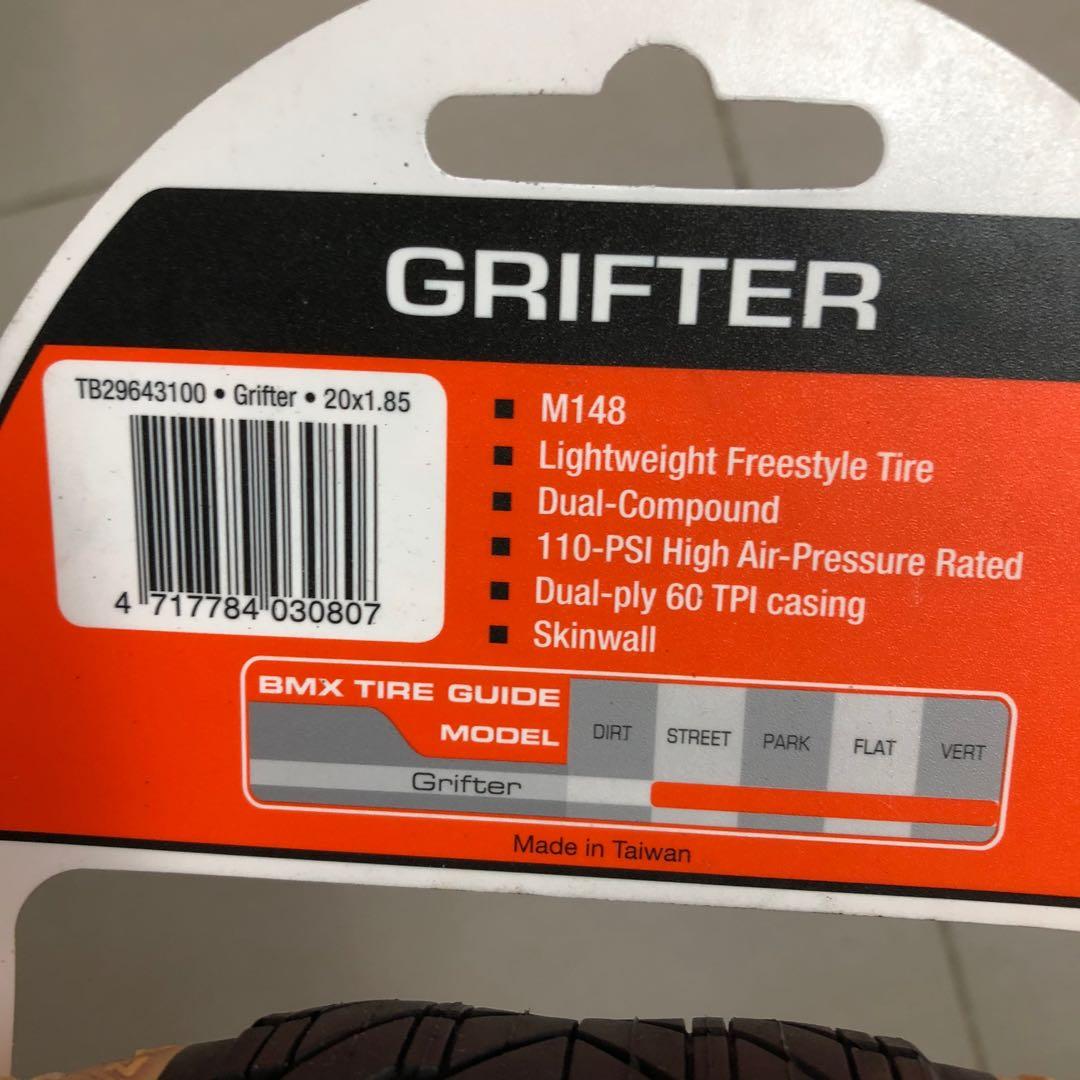 GRIFTER
TB29643100 • Grifter • 20x1.85
4 717784 030807
■ M148
■ Lightweight Freestyle Tire
■ Dual-Compound
■ 110-PSI High Air-Pressure Rated
■ Dual-ply 60 TPI casing
■ Skinwall
BMX TIRE GUIDE
MODEL DIRT STREET PARK FLAT VERT
Grifter
Made in Taiwan